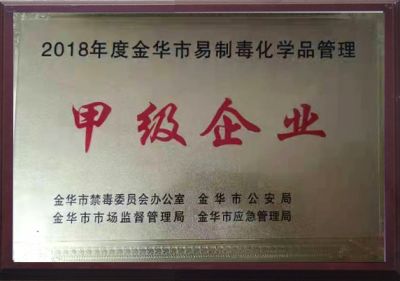 2018年度金华市易制毒化学品管理
甲级企业
金华市禁毒委员会办公室 金华市公安局
金华市市场监督管理局 金华市应急管理局